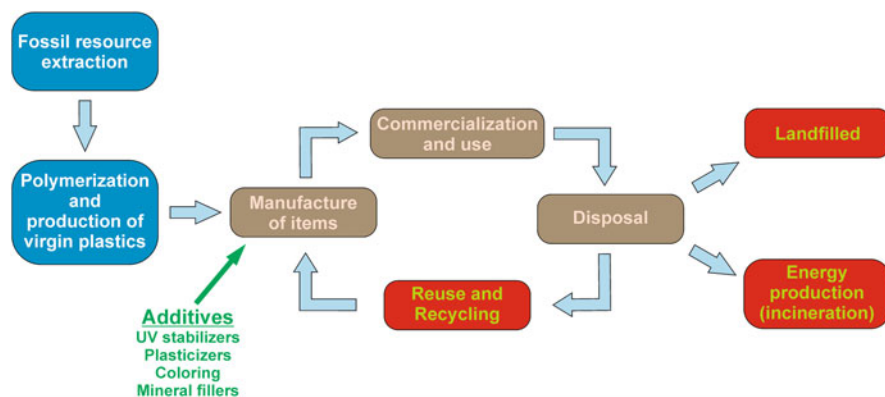 Fossil resource
extraction
Polymerization
and
production of
virgin plastics
Manufacture
of items
Additives
UV stabilizers
Plasticizers
Coloring
Mineral fillers
Commercialization
and use
Disposal
Reuse and
Recycling
Landfilled
Energy
production
(incineration)